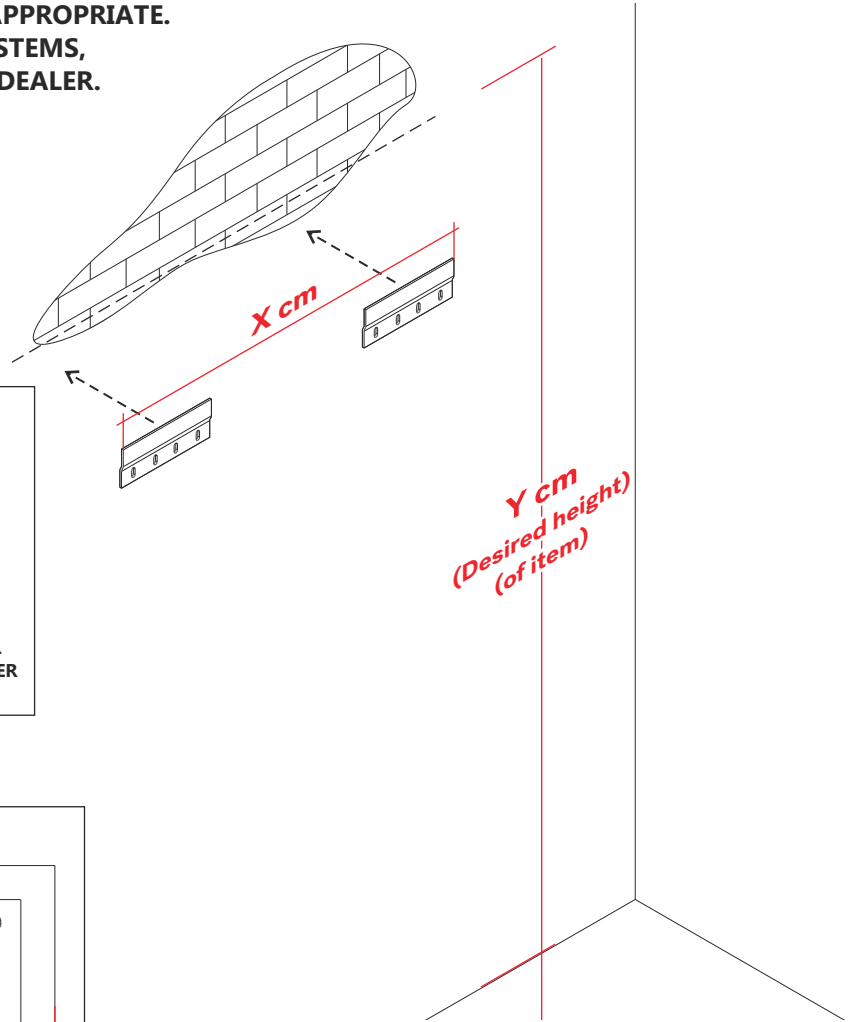 APPROPRIATE.
STEMS,
DEALER.
X cm
Y cm
(Desired height)
(of item)
ER